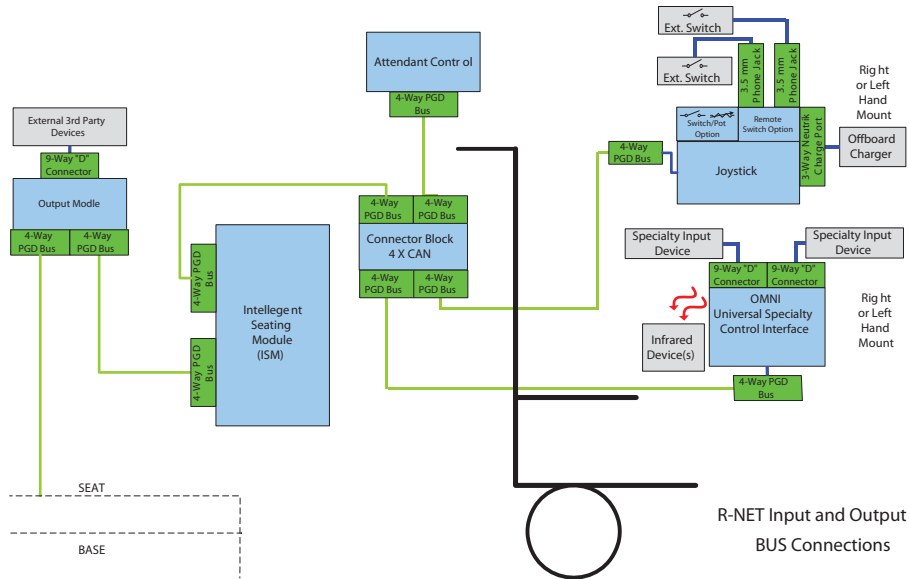 Ext. Switch
Ext. Switch
3.5 mm
Phone Jack
3.5 mm
Phone Jack
Right
or Left
Hand
Mount
Attendant Contr ol
4-Way PGD
Bus
External 3rd Party
Devices
9-Way "D"
Connector
Output Modle
4-Way
PGD Bus
4-Way
PGD Bus
Switch/Pot
Option
Remote
Switch Option
3-Way Neutrik
Charge Port
Offboard
Charger
4-Way
PGD Bus
Joystick
4-Way
PGD Bus
4-Way
PGD Bus
Connector Block
4 X CAN
4-Way
PGD Bus
4-Way
PGD Bus
4-Way PGD
Bus
Intellegent
Seating
Module
(ISM)
4-Way PGD
Bus
Specialty Input
Device
Specialty Input
Device
9-Way "D"
Connector
9-Way "D"
Connector
OMNI
Universal Specialty
Control Interface
Right
or Left
Hand
Mount
Infrared
Device(s)
4-Way PGD
Bus
SEAT
BASE
R-NET Input and Output
BUS Connections